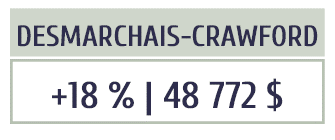 DESMARCHAIS-CRAWFORD
+18 % | 48 772 $